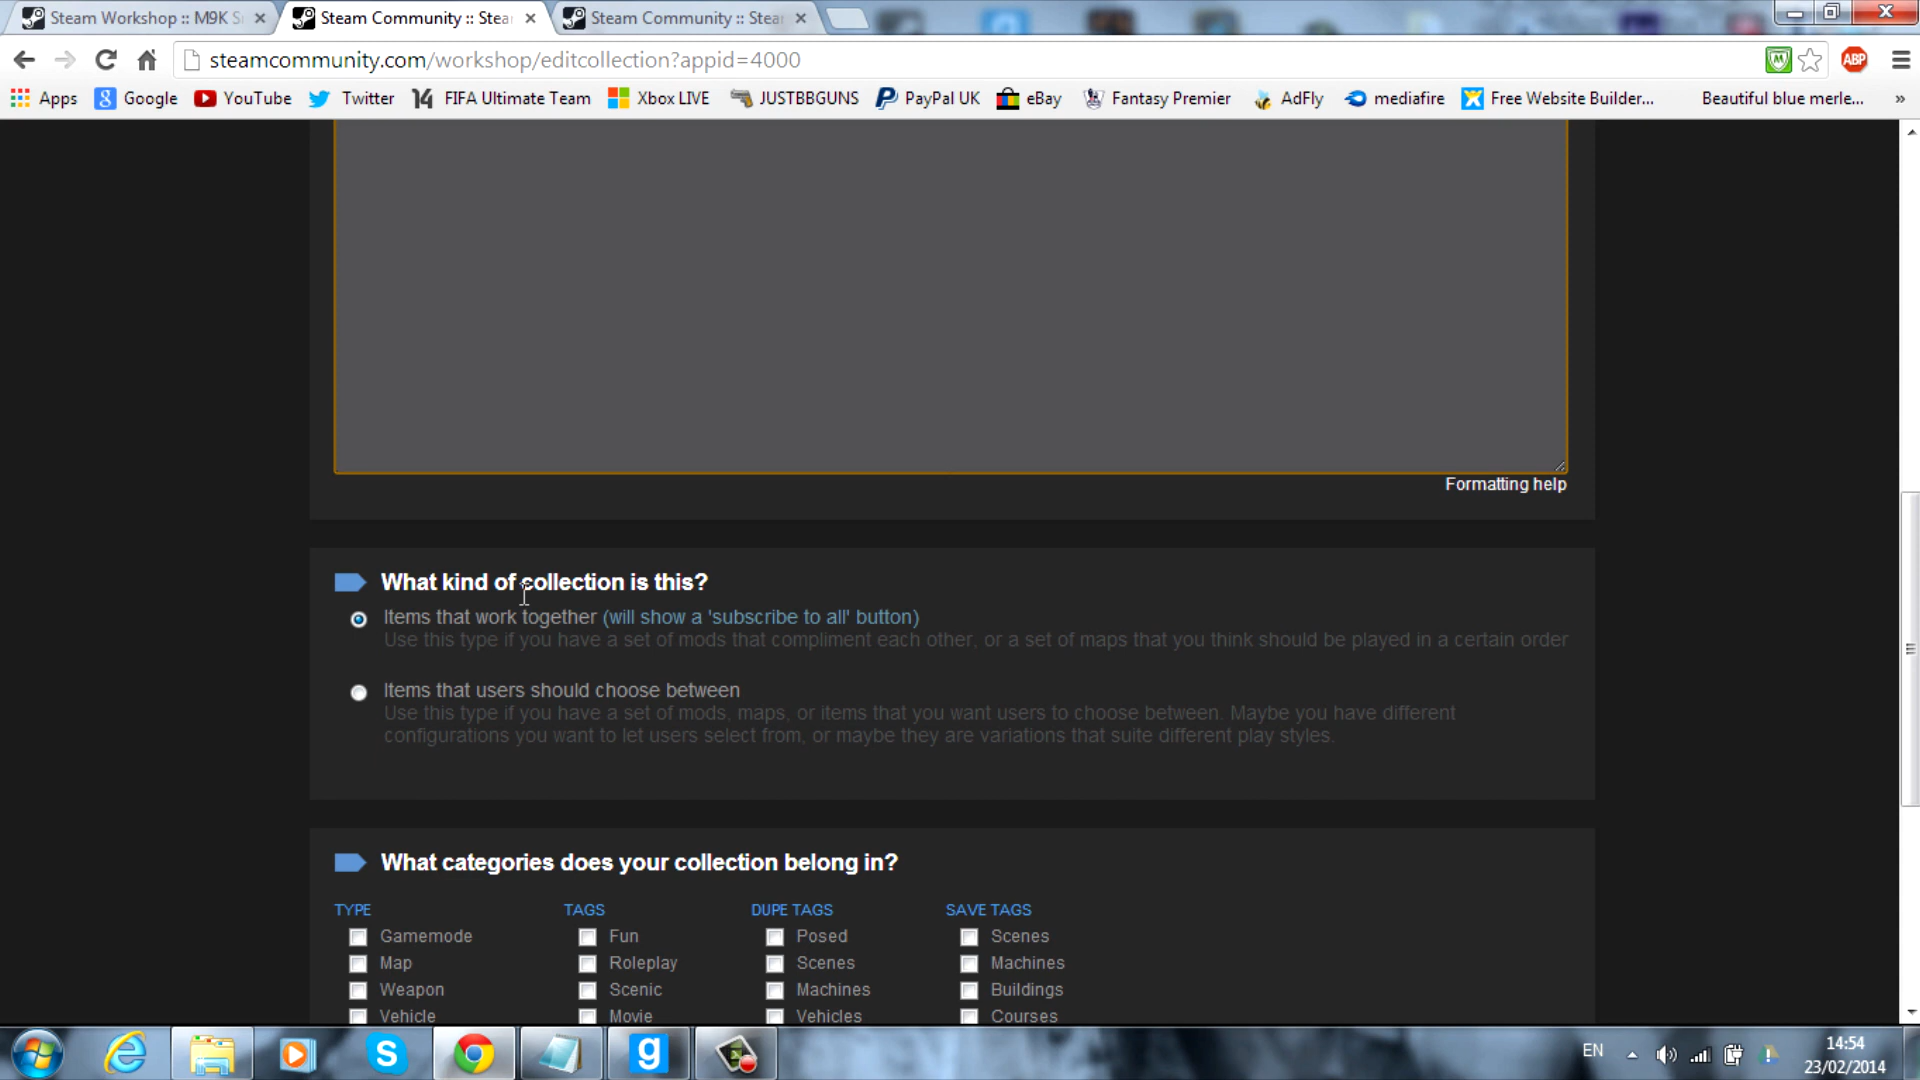 Steam Workshop :: M9K S
Steam Community :: Stea
Steam Community :: Stea
steamcommunity.com/workshop/editcollection?appid=4000
ABP
Apps
Google
YouTube
Twitter
FIFA Ultimate Team
Xbox LIVE
JUSTBBGUNS
PayPal UK
eBay
Fantasy Premier
AdFly
mediafire
Free Website Builder...
Beautiful blue merle...
»
Formatting help
What kind of collection is this?
Items that work together (will show a 'subscribe to all' button)
Use this type if you have a set of mods that compliment each other, or a set of maps that you think should be played in a certain order
Items that users should choose between
Use this type if you have a set of mods, maps, or items that you want users to choose between. Maybe you have different
configurations you want to let users select from, or maybe they are variations that suite different play styles.
What categories does your collection belong in?
TYPE TAGS DUPE TAGS SAVE TAGS
Gamemode Fun Posed Scenes
Map Roleplay Scenes Machines
Weapon Scenic Machines Buildings
Vehicle Movie Vehicles Courses
EN
14:54
23/02/2014